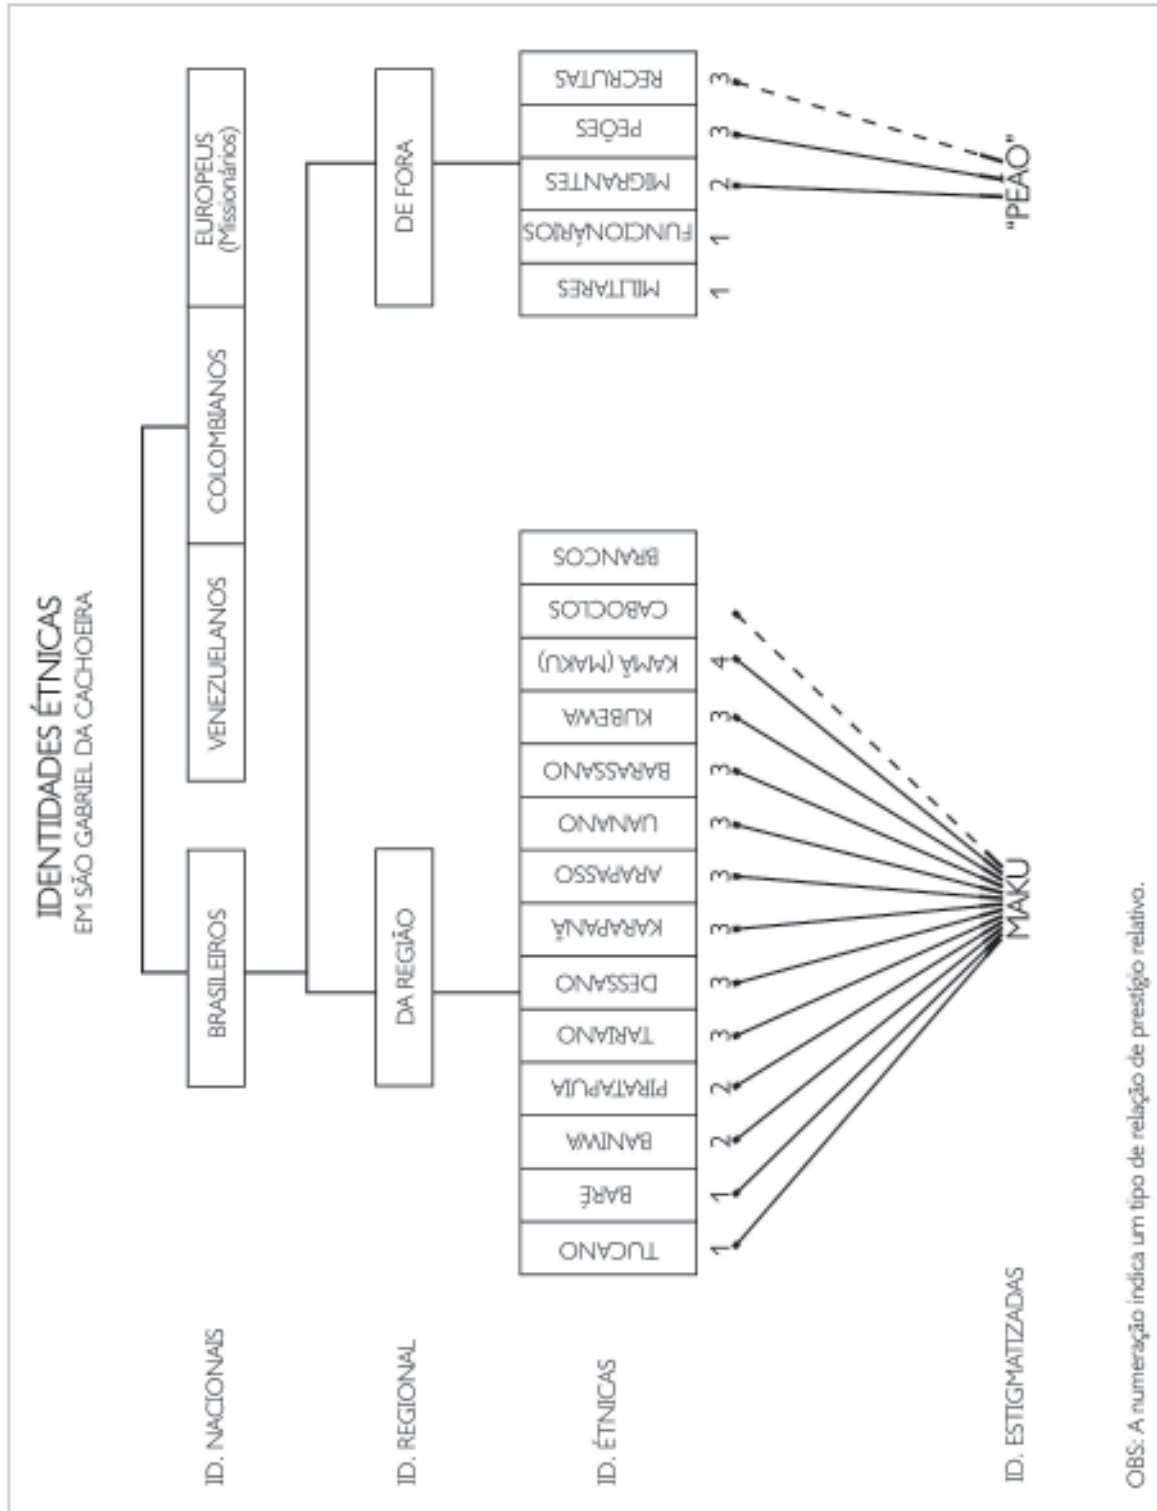 IDENTIDADES ÉTNICAS
EM SÃO GABRIEL DA CACHOEIRA
ID. NACIONAIS
BRASILEIROS
VENEZUELANOS
COLOMBIANOS
EUROPEUS
(Missionários)
ID. REGIONAL
DA REGIÃO
DE FORA
ID. ÉTNICAS
TUCANO
BARÉ
BANIWA
PIRATAPUIA
TARIANO
DESSANO
KARAPANÃ
ARAPASSO
UANANO
BARASSANO
KUBEWA
KAMÃ (MAKU)
CABOCLOS
BRANCOS
MILITARES
FUNCIONÁRIOS
MIGRANTES
PEÕES
RECRUTAS
1 1 2 2 3 3 3 3 3 3 3 4
1 1 2 3 3
ID. ESTIGMATIZADAS
MAKU
"PEÃO"
OBS: A numeração indica um tipo de relação de prestígio relativo.